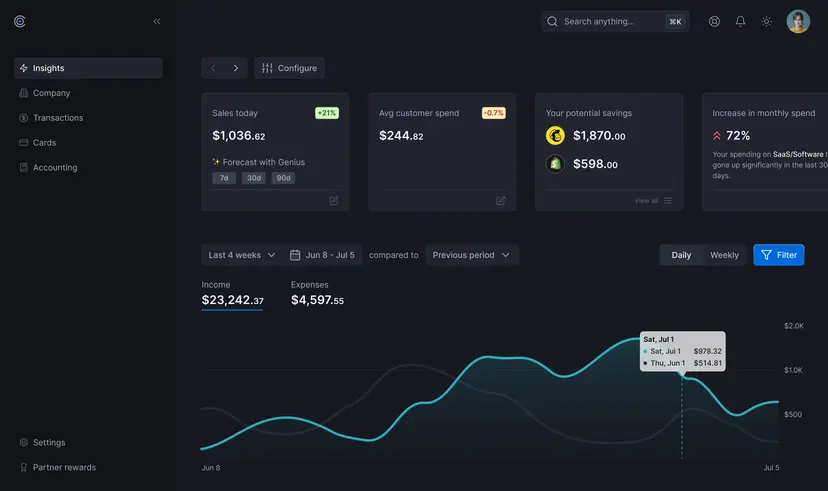 Search anything...
⌘K
Insights
Company
Transactions
Cards
Accounting
Settings
Partner rewards
Configure
Sales today
+21%
$1,036.62
✨ Forecast with Genius
7d 30d 90d
Avg customer spend
-0.7%
$244.82
Your potential savings
$1,870.00
$598.00
View all
Increase in monthly spend
72%
Your spending on SaaS/Software h
gone up significantly in the last 30
days.
Last 4 weeks
Jun 8 - Jul 5
compared to
Previous period
Daily
Weekly
Filter
Income
$23,242.37
Expenses
$4,597.55
$2.0K
$1.0K
$500
Sat, Jul 1
Sat, Jul 1 $978.32
Thu, Jun 1 $514.81
Jun 8
Jul 5